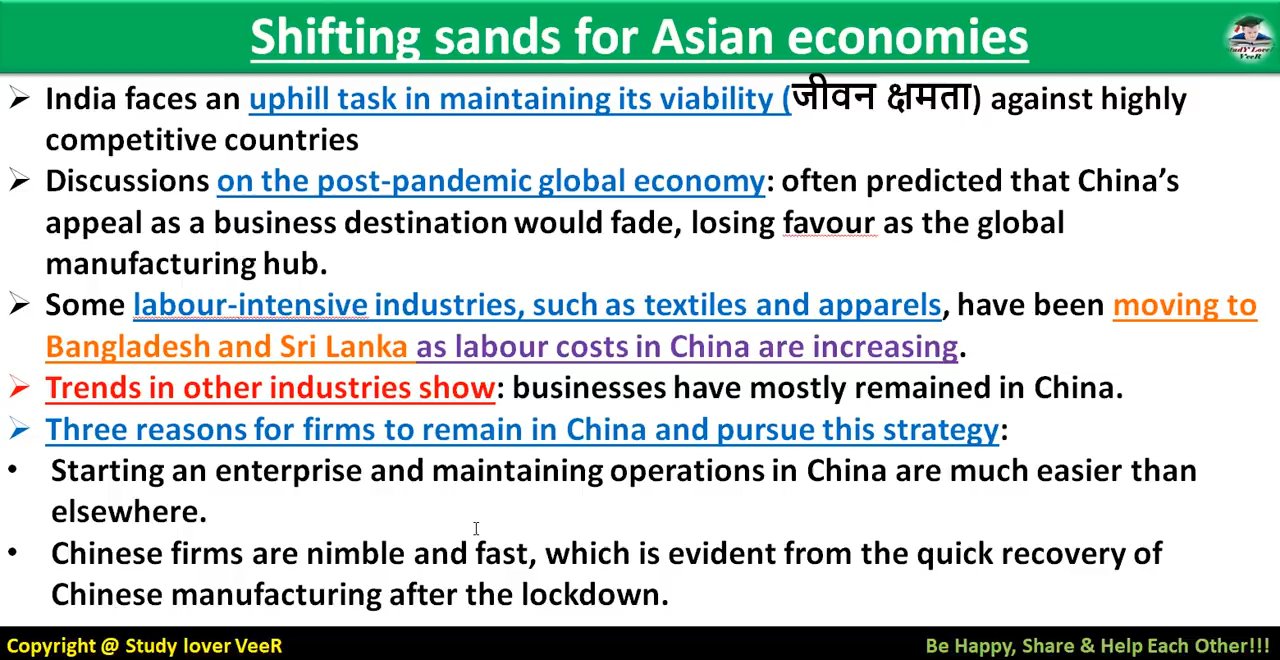 Shifting sands for Asian economies
➢ India faces an uphill task in maintaining its viability (जीवन क्षमता) against highly
competitive countries
➢ Discussions on the post-pandemic global economy: often predicted that China’s
appeal as a business destination would fade, losing favour as the global
manufacturing hub.
➢ Some labour-intensive industries, such as textiles and apparels, have been moving to
Bangladesh and Sri Lanka as labour costs in China are increasing.
➢ Trends in other industries show: businesses have mostly remained in China.
➢ Three reasons for firms to remain in China and pursue this strategy:
• Starting an enterprise and maintaining operations in China are much easier than
elsewhere.
• Chinese firms are nimble and fast, which is evident from the quick recovery of
Chinese manufacturing after the lockdown.
Copyright @ Study lover VeeR
Be Happy, Share & Help Each Other!!!